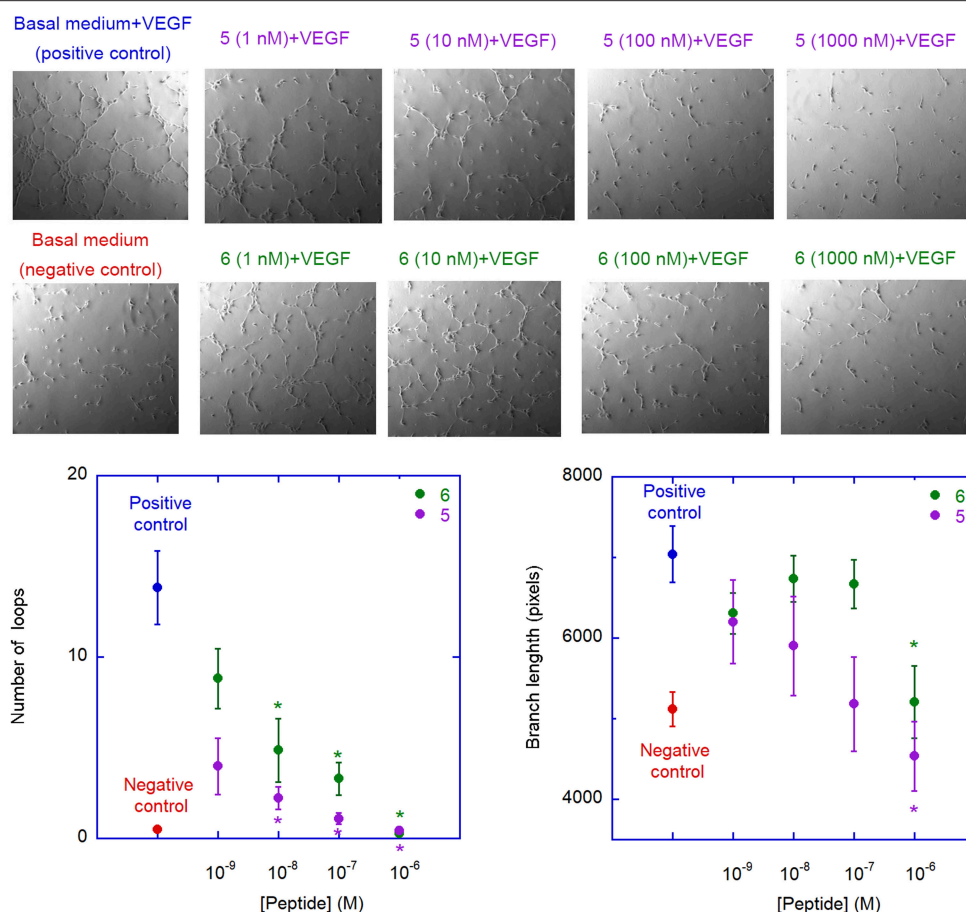 Basal medium+VEGF
(positive control)
5 (1 nM)+VEGF
5 (10 nM)+VEGF)
5 (100 nM)+VEGF
5 (1000 nM)+VEGF
Basal medium
(negative control)
6 (1 nM)+VEGF
6 (10 nM)+VEGF
6 (100 nM)+VEGF
6 (1000 nM)+VEGF
20
10
0
Number of loops
Positive
control
Negative
control
6
5
*
*
*
*
*
*
10⁻⁹
10⁻⁸
10⁻⁷
10⁻⁶
[Peptide] (M)
8000
6000
4000
Branch lenghth (pixels)
Positive
control
Negative
control
6
5
*
*
10⁻⁹
10⁻⁸
10⁻⁷
10⁻⁶
[Peptide] (M)